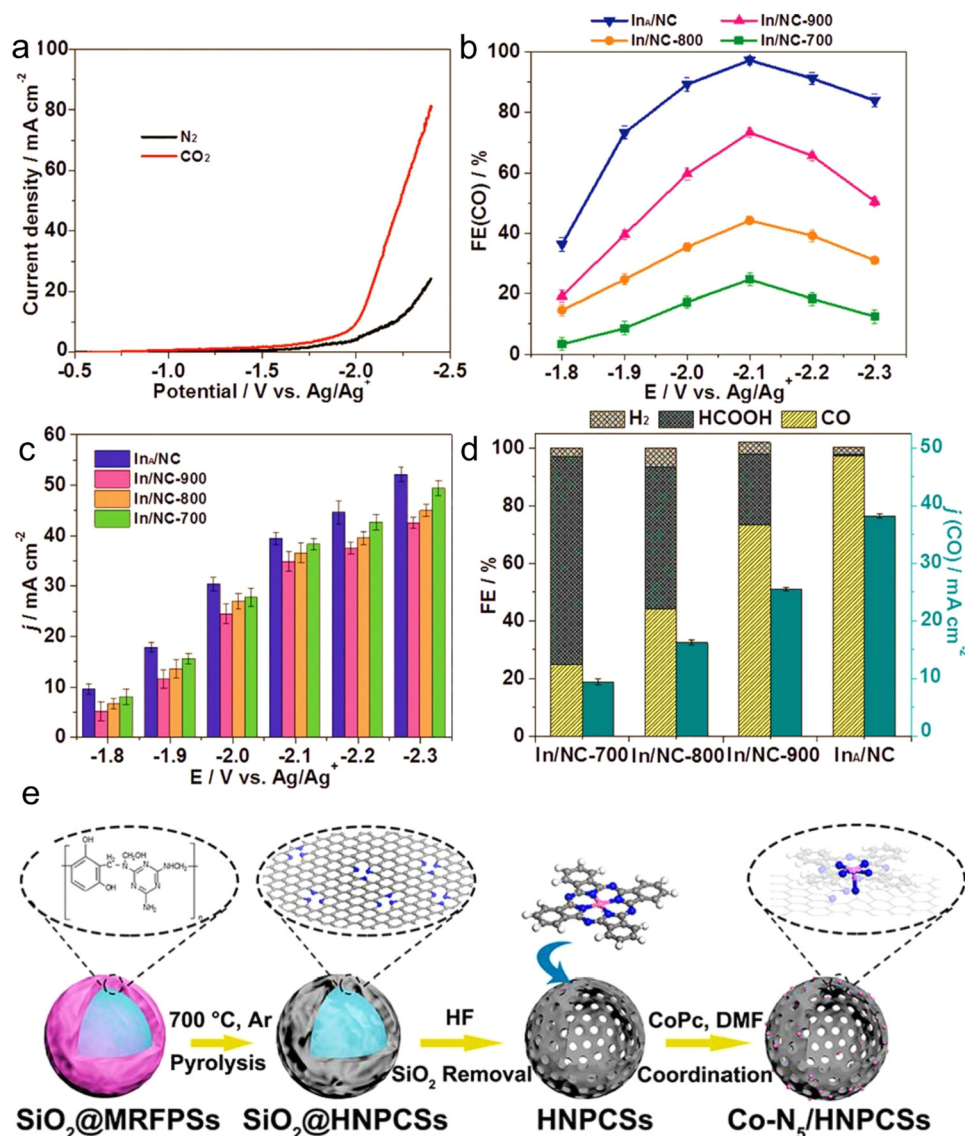 a
Current density / mA cm⁻²
100
80
60
40
20
0
N₂
CO₂
-0.5 -1.0 -1.5 -2.0 -2.5
Potential / V vs. Ag/Ag⁺
b
In_A/NC In/NC-900
In/NC-800 In/NC-700
FE(CO) / %
100
80
60
40
20
0
-1.8 -1.9 -2.0 -2.1 -2.2 -2.3
E / V vs. Ag/Ag⁺
c
j / mA cm⁻²
60
50
40
30
20
10
0
In_A/NC
In/NC-900
In/NC-800
In/NC-700
-1.8 -1.9 -2.0 -2.1 -2.2 -2.3
E / V vs. Ag/Ag⁺
d
H₂ HCOOH CO
FE / %
100
80
60
40
20
0
50
40
30
20
10
0
j (CO) / mA cm⁻²
In/NC-700 In/NC-800 In/NC-900 In_A/NC
e
OH
H₂
C
CH₂OH
N
N
N
N
NHCH₂
OH
NH₂
n
700 °C, Ar
Pyrolysis
HF
SiO₂ Removal
CoPc, DMF
Coordination
SiO₂@MRFPSs SiO₂@HNPCSs HNPCSs Co-N₅/HNPCSs